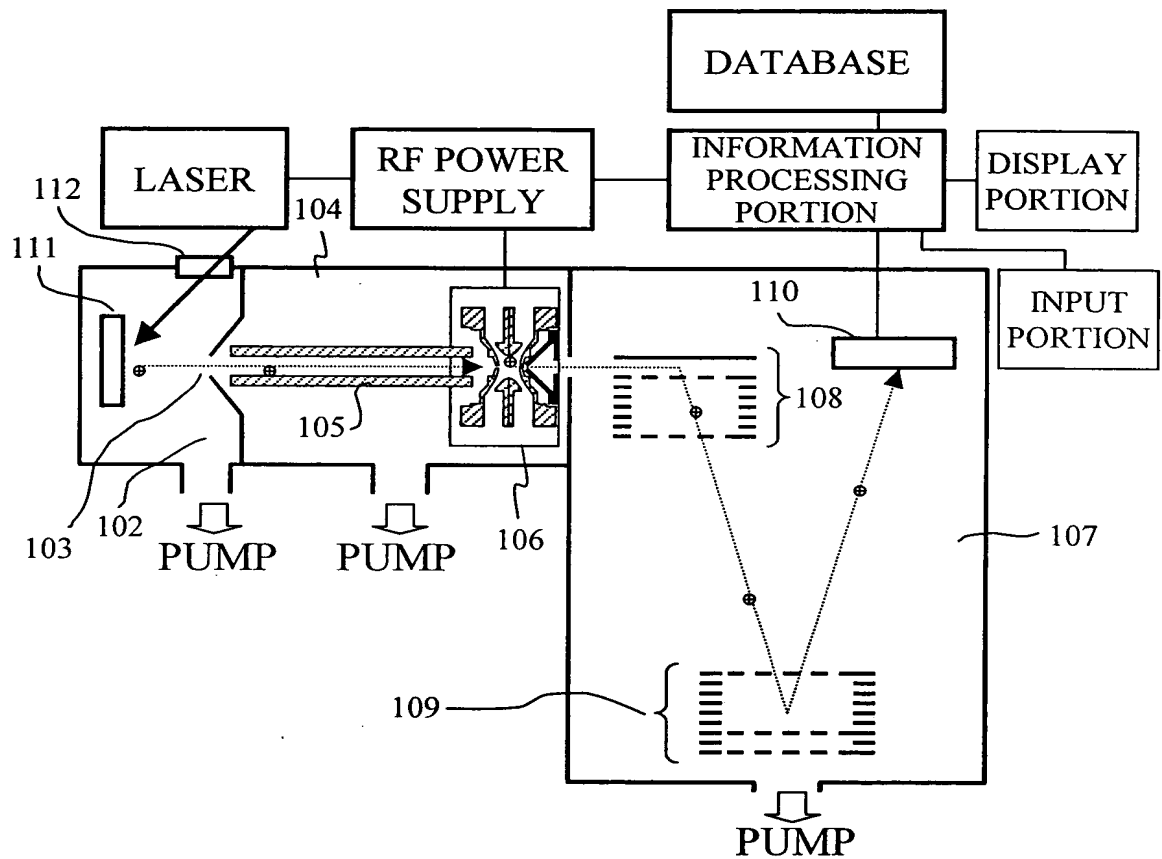 DATABASE
LASER
RF POWER
SUPPLY
INFORMATION
PROCESSING
PORTION
DISPLAY
PORTION
INPUT
PORTION
112
104
111
110
108
105
102
103
106
107
109
PUMP
PUMP
PUMP